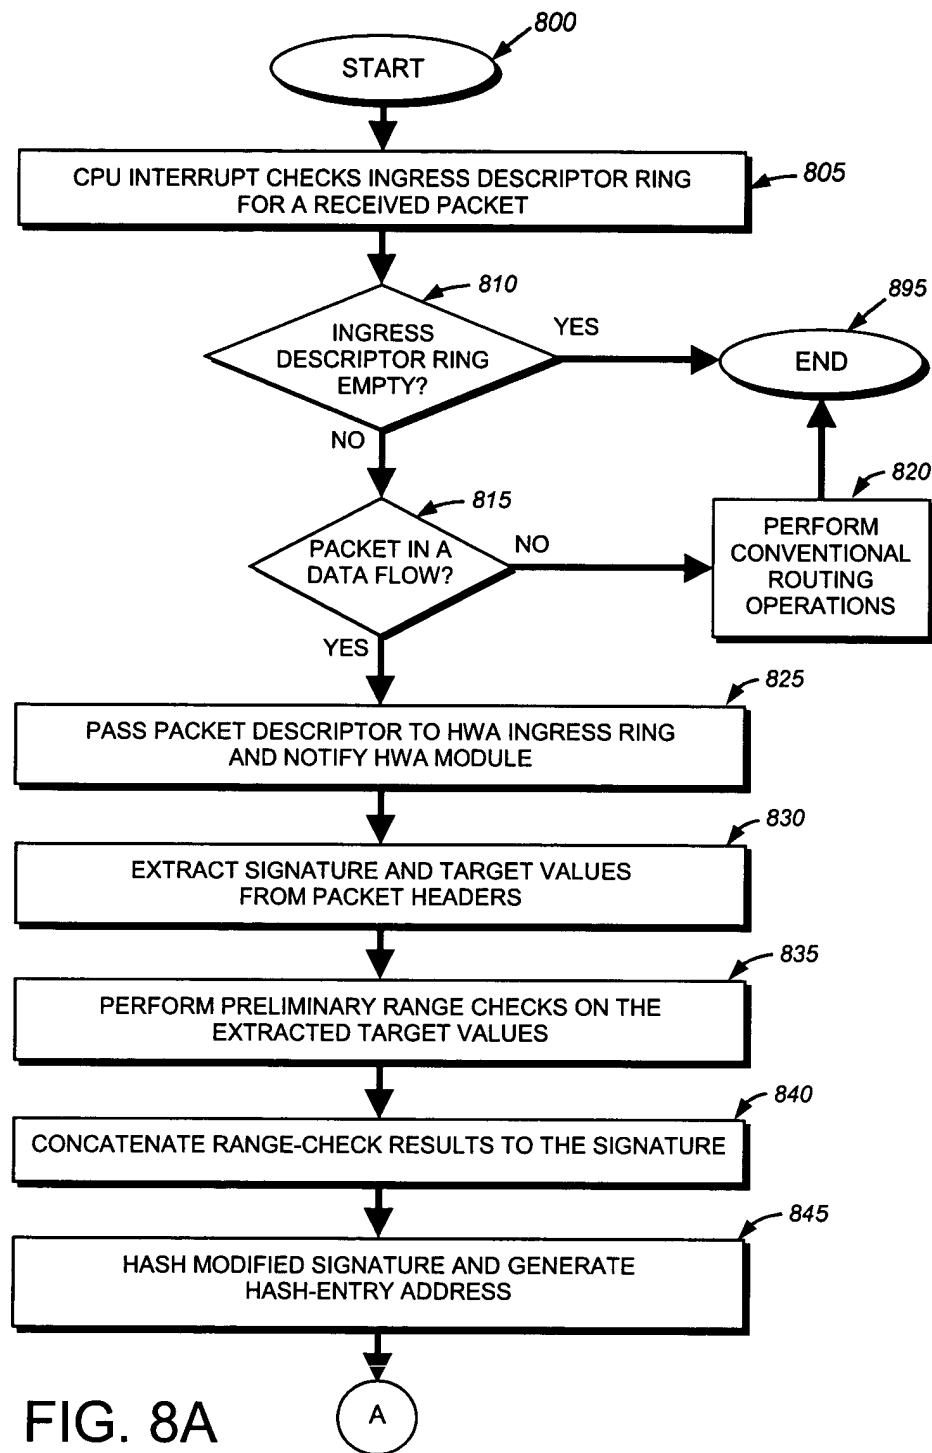 800
START
CPU INTERRUPT CHECKS INGRESS DESCRIPTOR RING
FOR A RECEIVED PACKET
805
810
INGRESS
DESCRIPTOR RING
EMPTY?
YES
895
END
NO
815
PACKET IN A
DATA FLOW?
NO
820
PERFORM
CONVENTIONAL
ROUTING
OPERATIONS
YES
825
PASS PACKET DESCRIPTOR TO HWA INGRESS RING
AND NOTIFY HWA MODULE
830
EXTRACT SIGNATURE AND TARGET VALUES
FROM PACKET HEADERS
835
PERFORM PRELIMINARY RANGE CHECKS ON THE
EXTRACTED TARGET VALUES
840
CONCATENATE RANGE-CHECK RESULTS TO THE SIGNATURE
845
HASH MODIFIED SIGNATURE AND GENERATE
HASH-ENTRY ADDRESS
A
FIG. 8A